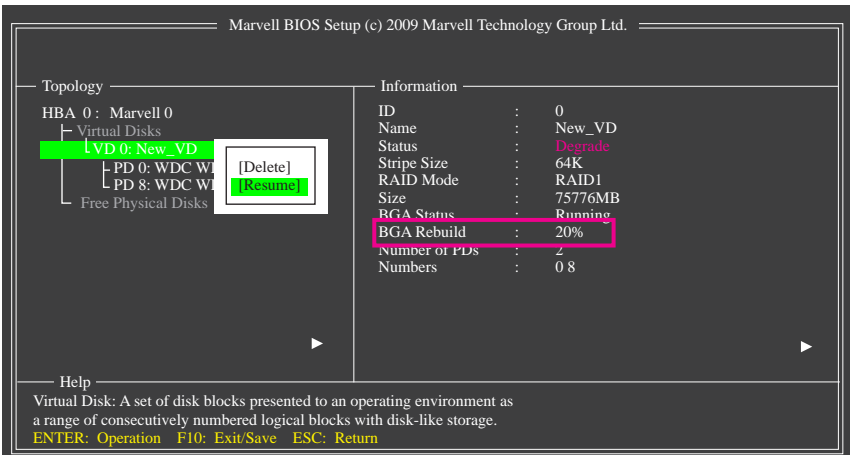 Marvell BIOS Setup (c) 2009 Marvell Technology Group Ltd.
Topology
HBA 0 : Marvell 0
Virtual Disks
VD 0: New_VD
PD 0: WDC W
PD 8: WDC W
Free Physical Disks
[Delete]
[Resume]
Information
ID : 0
Name : New_VD
Status : Degrade
Stripe Size : 64K
RAID Mode : RAID1
Size : 75776MB
BGA Status : Running
BGA Rebuild : 20%
Number of PDs : 2
Numbers : 0 8
Help
Virtual Disk: A set of disk blocks presented to an operating environment as
a range of consecutively numbered logical blocks with disk-like storage.
ENTER: Operation F10: Exit/Save ESC: Return